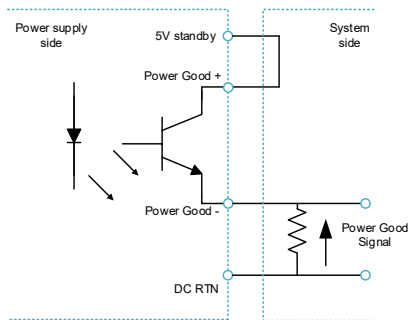 Power supply
side
System
side
5V standby
Power Good +
Power Good -
Power Good
Signal
DC RTN